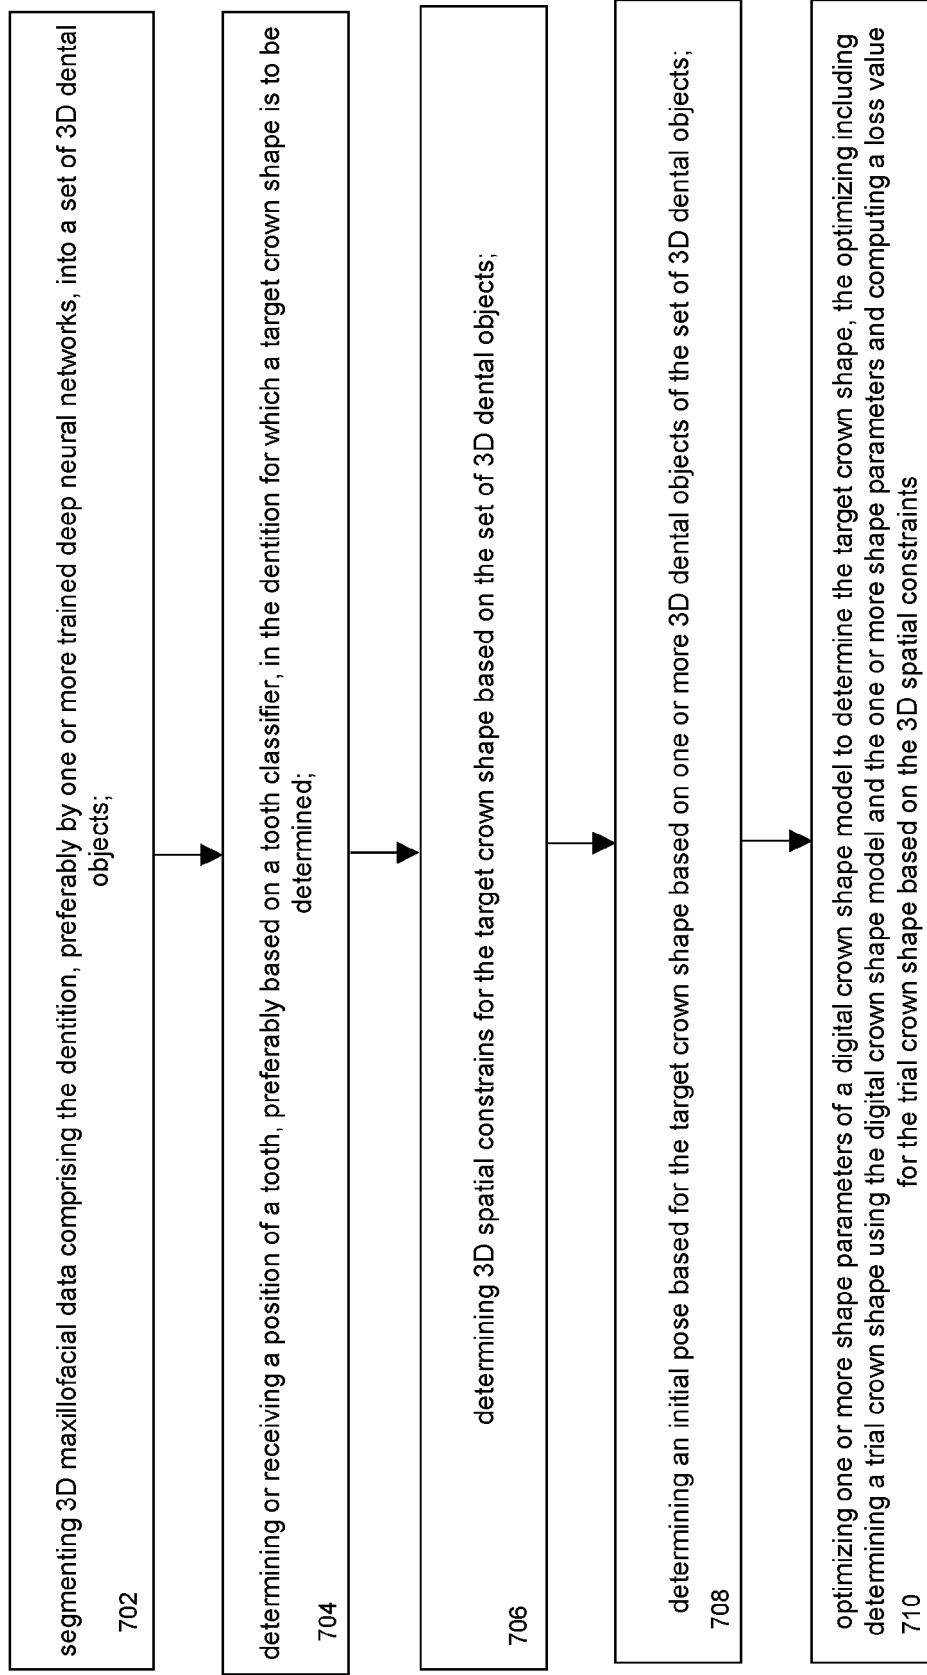 segmenting 3D maxillofacial data comprising the dentition, preferably by one or more trained deep neural networks, into a set of 3D dental
objects;
702
determining or receiving a position of a tooth, preferably based on a tooth classifier, in the dentition for which a target crown shape is to be
determined;
704
determining 3D spatial constrains for the target crown shape based on the set of 3D dental objects;
706
determining an initial pose based for the target crown shape based on one or more 3D dental objects of the set of 3D dental objects;
708
optimizing one or more shape parameters of a digital crown shape model to determine the target crown shape, the optimizing including
determining a trial crown shape using the digital crown shape model and the one or more shape parameters and computing a loss value
for the trial crown shape based on the 3D spatial constraints
710